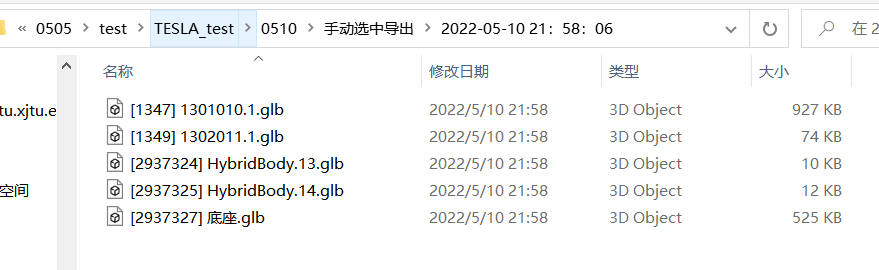 « 0505 › test › TESLA_test › 0510 › 手动选中导出 › 2022-05-10 21：58：06 在 2
名称 修改日期 类型 大小
tu.xjtu.e
[1347] 1301010.1.glb 2022/5/10 21:58 3D Object 927 KB
[1349] 1302011.1.glb 2022/5/10 21:58 3D Object 74 KB
[2937324] HybridBody.13.glb 2022/5/10 21:58 3D Object 10 KB
空间
[2937325] HybridBody.14.glb 2022/5/10 21:58 3D Object 12 KB
[2937327] 底座.glb 2022/5/10 21:58 3D Object 525 KB